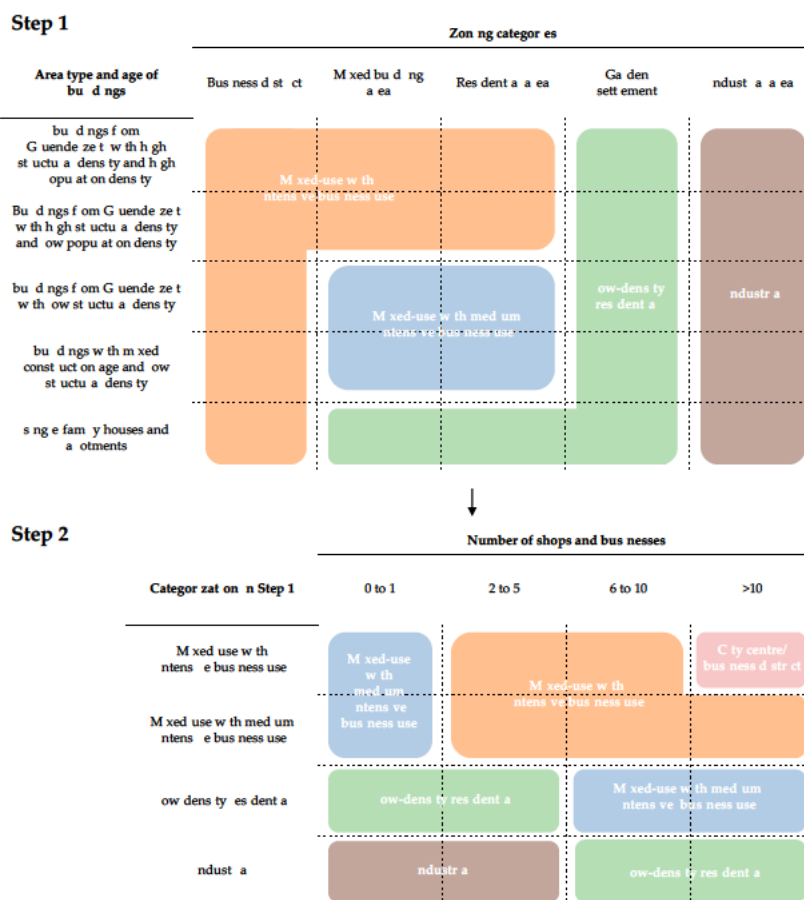 Step 1
Zon ng categor es
Area type and age of
bu d ngs
Bus ness d st ct
M xed bu d ng
a ea
Res dent a a ea
Ga den
sett ement
ndust a a ea
bu d ngs f om
G uende ze t w th h gh
st uctu a dens ty and h gh
opu at on dens ty
M xed-use w th
ntens ve bus ness use
Bu d ngs f om G uende ze t
w th h gh st uctu a dens ty
and ow popu at on dens ty
bu d ngs f om G uende ze t
w th ow st uctu a dens ty
ow-dens ty
res dent a
ndustr a
M xed-use w th med um
ntens ve bus ness use
bu d ngs w th m xed
const uct on age and ow
st uctu a dens ty
s ng e fam y houses and
a otments
Step 2
Number of shops and bus nesses
Categor zat on n Step 1
0 to 1
2 to 5
6 to 10
>10
M xed use w th
ntens e bus ness use
M xed-use
w th
med um
ntens ve
bus ness use
M xed-use w th
ntens ve bus ness use
C ty centre/
bus ness d str ct
M xed use w th med um
ntens e bus ness use
ow dens ty es dent a
ow-dens ty res dent a
M xed-use w th med um
ntens ve bus ness use
ndust a
ndustr a
ow-dens ty res dent a